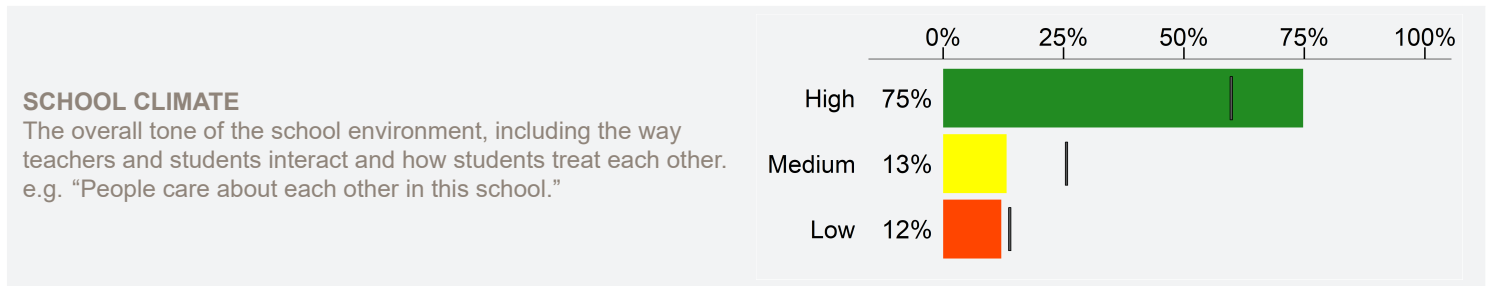 SCHOOL CLIMATE
The overall tone of the school environment, including the way
teachers and students interact and how students treat each other.
e.g. “People care about each other in this school.”
0% 25% 50% 75% 100%
High 75%
Medium 13%
Low 12%